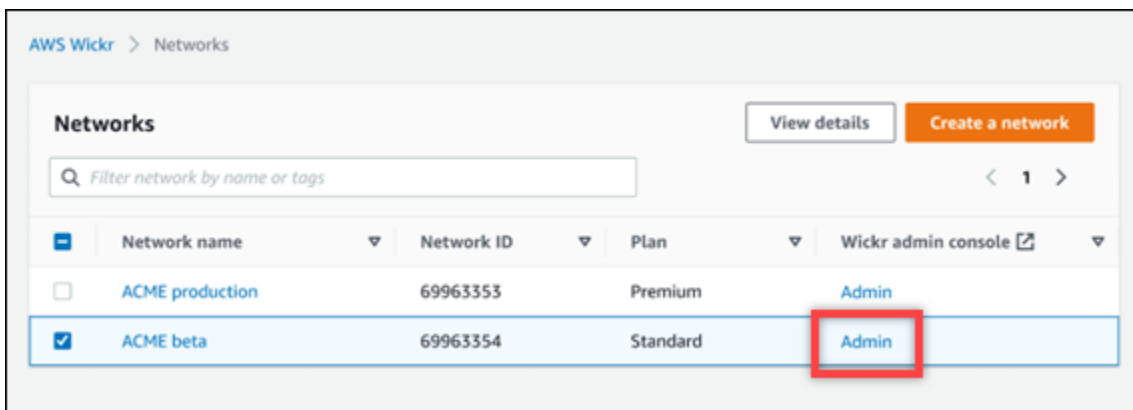 AWS Wickr > Networks
Networks
View details
Create a network
Filter network by name or tags
< 1 >
Network name Network ID Plan Wickr admin console
ACME production 69963353 Premium Admin
ACME beta 69963354 Standard Admin